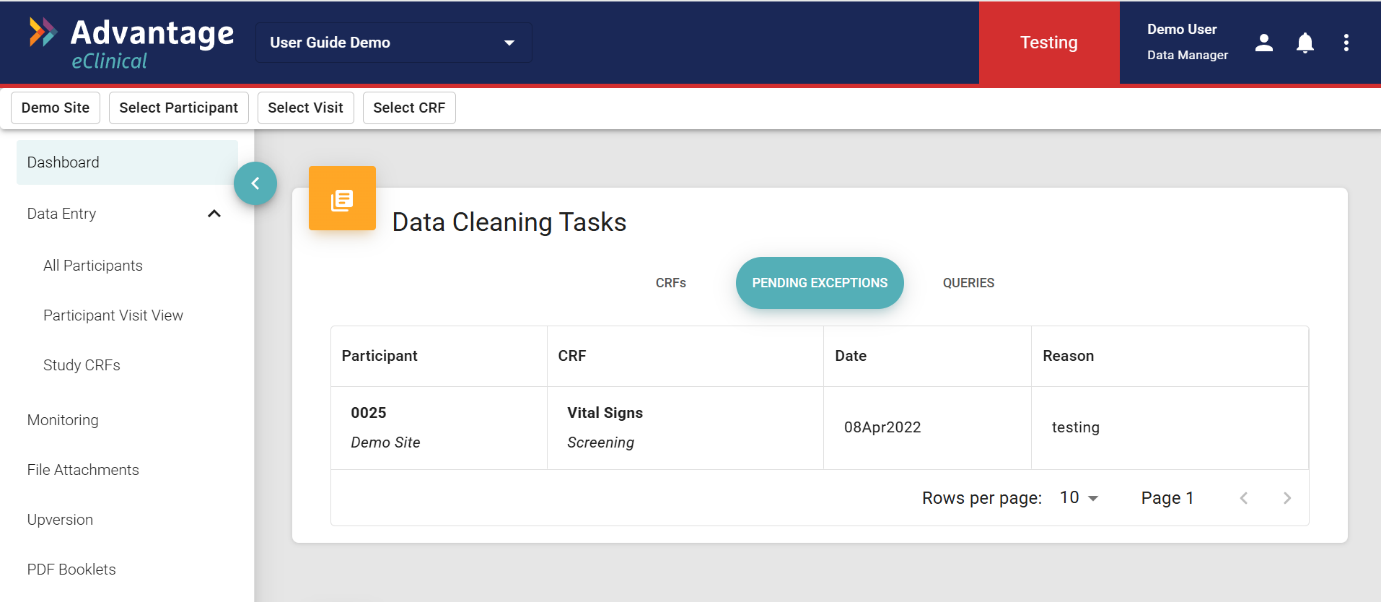 Advantage
eClinical
User Guide Demo
Testing
Demo User
Data Manager
Demo Site
Select Participant
Select Visit
Select CRF
Dashboard
Data Entry
All Participants
Participant Visit View
Study CRFs
Monitoring
File Attachments
Upversion
PDF Booklets
Data Cleaning Tasks
CRFs
PENDING EXCEPTIONS
QUERIES
Participant
CRF
Date
Reason
0025
Demo Site
Vital Signs
Screening
08Apr2022
testing
Rows per page: 10
Page 1